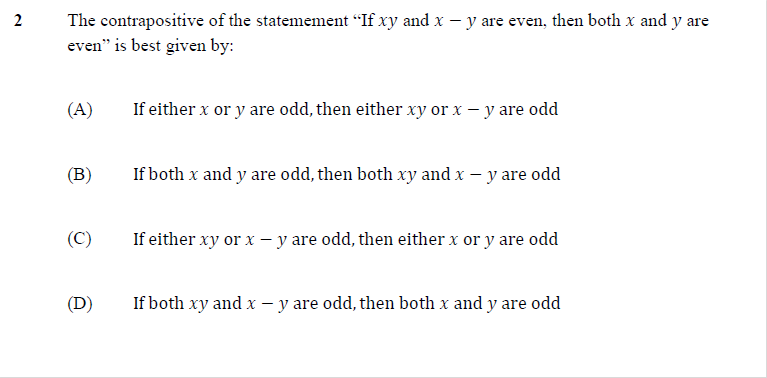 2 The contrapositive of the statemement “If xy and x − y are even, then both x and y are
even” is best given by:
(A) If either x or y are odd, then either xy or x − y are odd
(B) If both x and y are odd, then both xy and x − y are odd
(C) If either xy or x − y are odd, then either x or y are odd
(D) If both xy and x − y are odd, then both x and y are odd